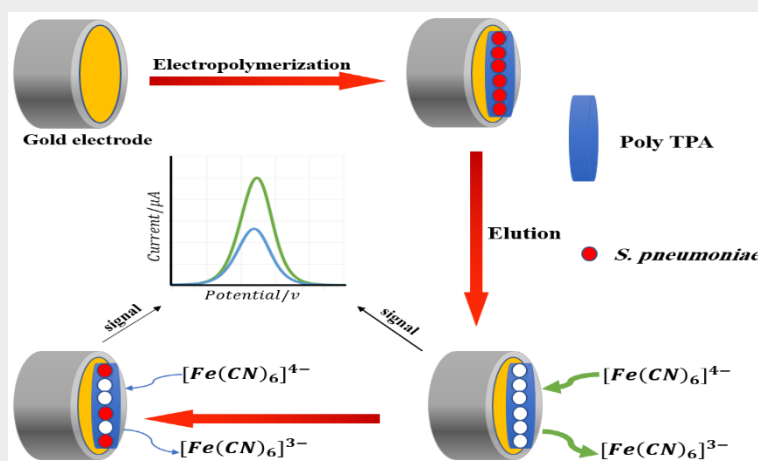 Electropolymerization
Gold electrode
Poly TPA
Current/μA
Elution
S. pneumoniae
Potential/v
signal
signal
[Fe(CN)₆]⁴⁻
[Fe(CN)₆]⁴⁻
[Fe(CN)₆]³⁻
[Fe(CN)₆]³⁻